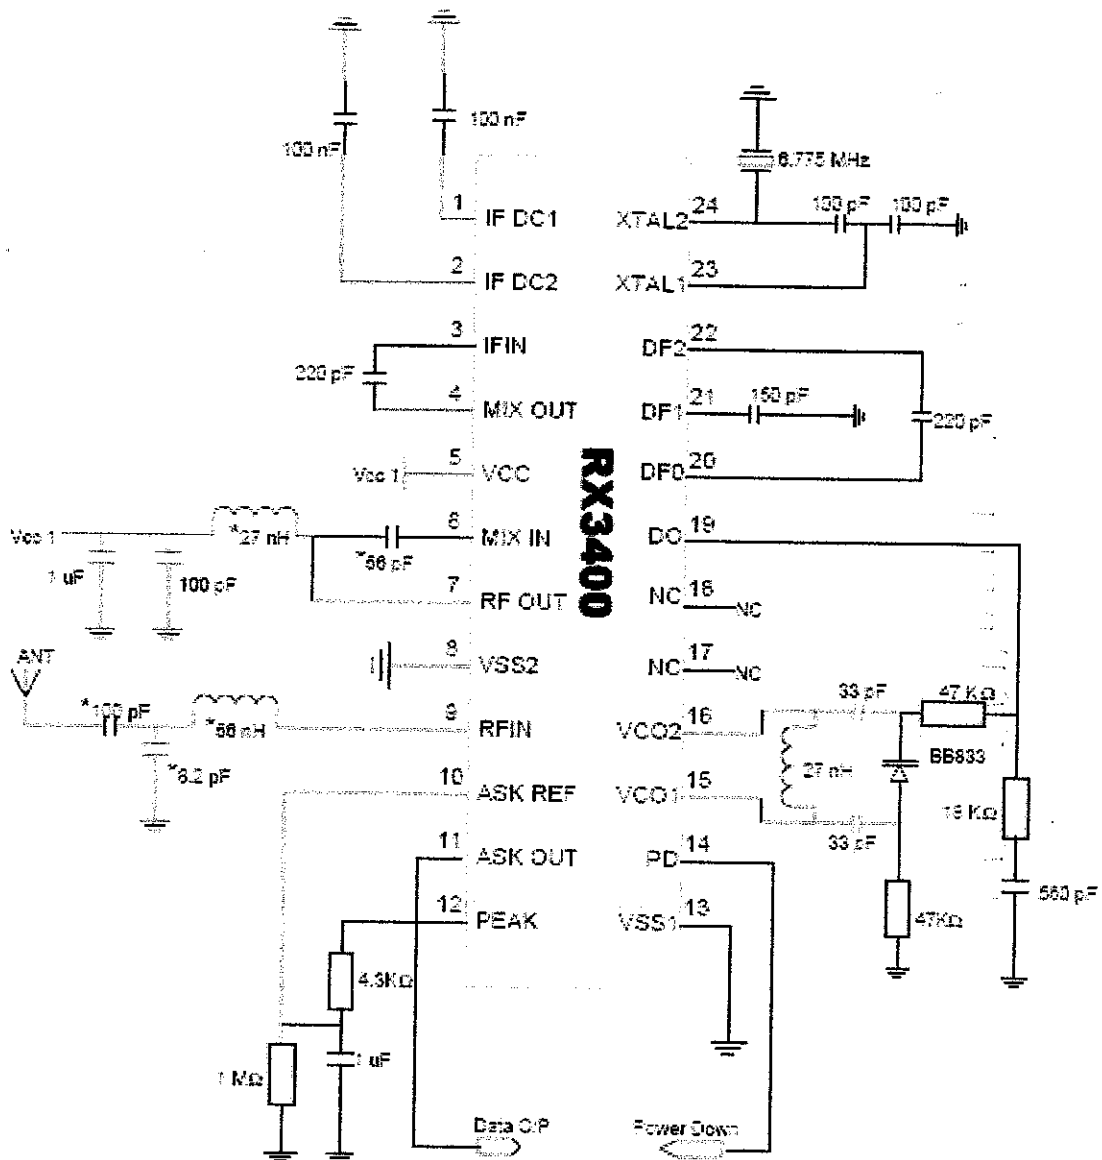 100 nF
100 nF
1 IF DC1
2 IF DC2
3 IFIN
220 pF
4 MIX OUT
Vcc 1 5 VCC
Vcc 1
*27 nH
6 MIX IN
*56 pF
1 uF
100 pF
7 RF OUT
8 VSS2
ANT
*100 pF
*56 nH
9 RFIN
*8.2 pF
10 ASK REF
11 ASK OUT
12 PEAK
4.3KΩ
1 MΩ
1 uF
Data O/P
RX3400
6.775 MHz
XTAL2 24
100 pF
100 pF
XTAL1 23
DF2 22
DF1 21
150 pF
220 pF
DF0 20
DO 19
NC 18 NC
NC 17 NC
33 pF
47 KΩ
VCO2 16
27 nH
BB833
VCO1 15
33 pF
PD 14
560 pF
47KΩ
VSS1 13
Power Down